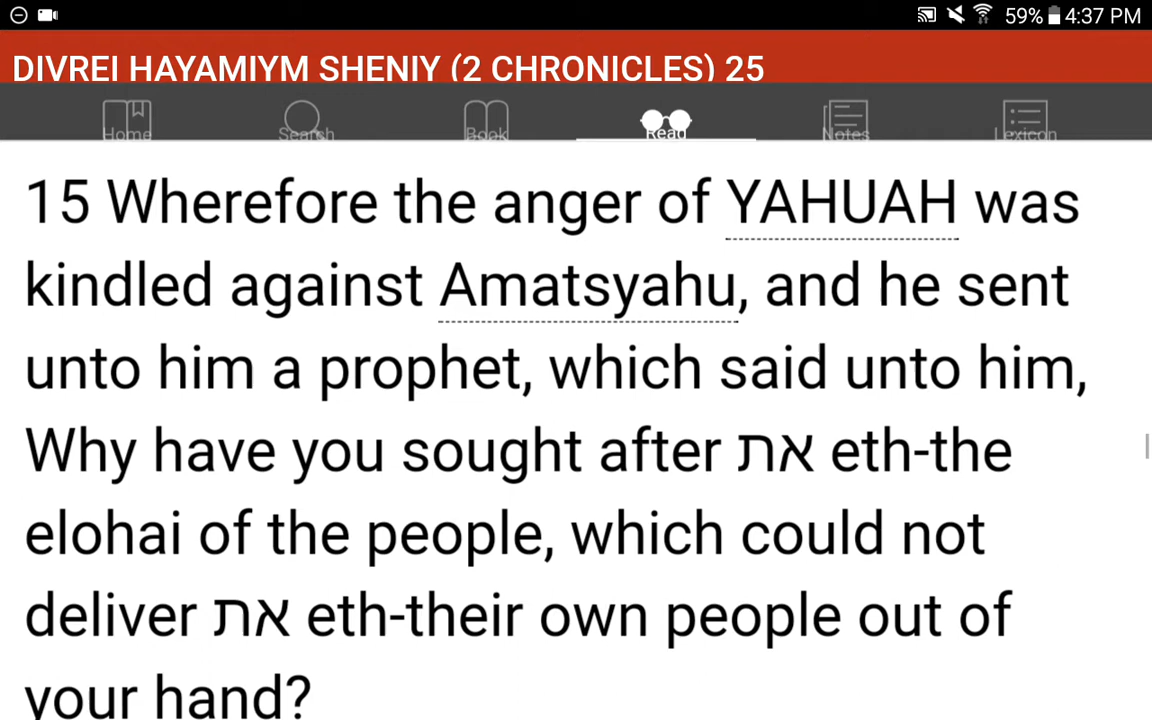 59% 4:37 PM
DIVREI HAYAMIYM SHENIY (2 CHRONICLES) 25
Home Search Book Read Notes Lexicon
15 Wherefore the anger of YAHUAH was
kindled against Amatsyahu, and he sent
unto him a prophet, which said unto him,
Why have you sought after את eth-the
elohai of the people, which could not
deliver את eth-their own people out of
your hand?